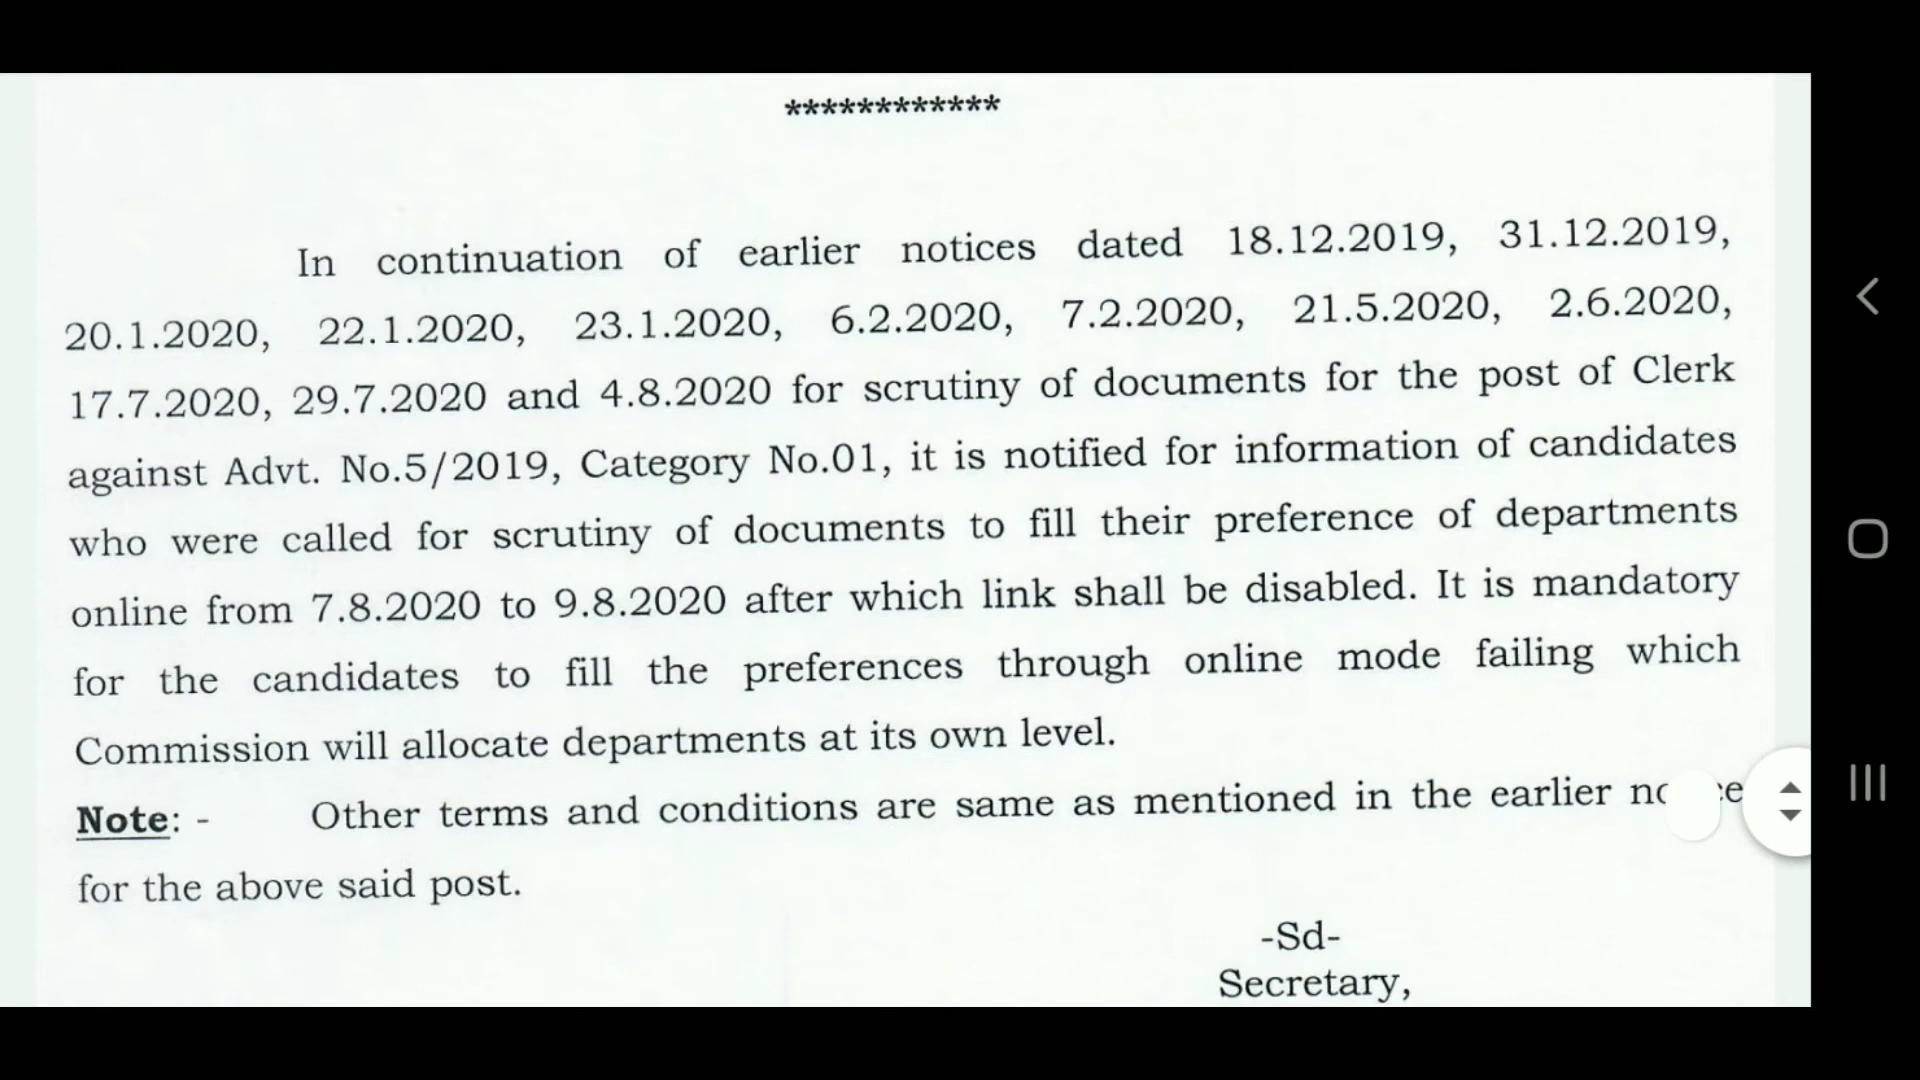 ************
In continuation of earlier notices dated 18.12.2019, 31.12.2019,
20.1.2020, 22.1.2020, 23.1.2020, 6.2.2020, 7.2.2020, 21.5.2020, 2.6.2020,
17.7.2020, 29.7.2020 and 4.8.2020 for scrutiny of documents for the post of Clerk
against Advt. No.5/2019, Category No.01, it is notified for information of candidates
who were called for scrutiny of documents to fill their preference of departments
online from 7.8.2020 to 9.8.2020 after which link shall be disabled. It is mandatory
for the candidates to fill the preferences through online mode failing which
Commission will allocate departments at its own level.
Note: - Other terms and conditions are same as mentioned in the earlier
for the above said post.
-Sd-
Secretary,